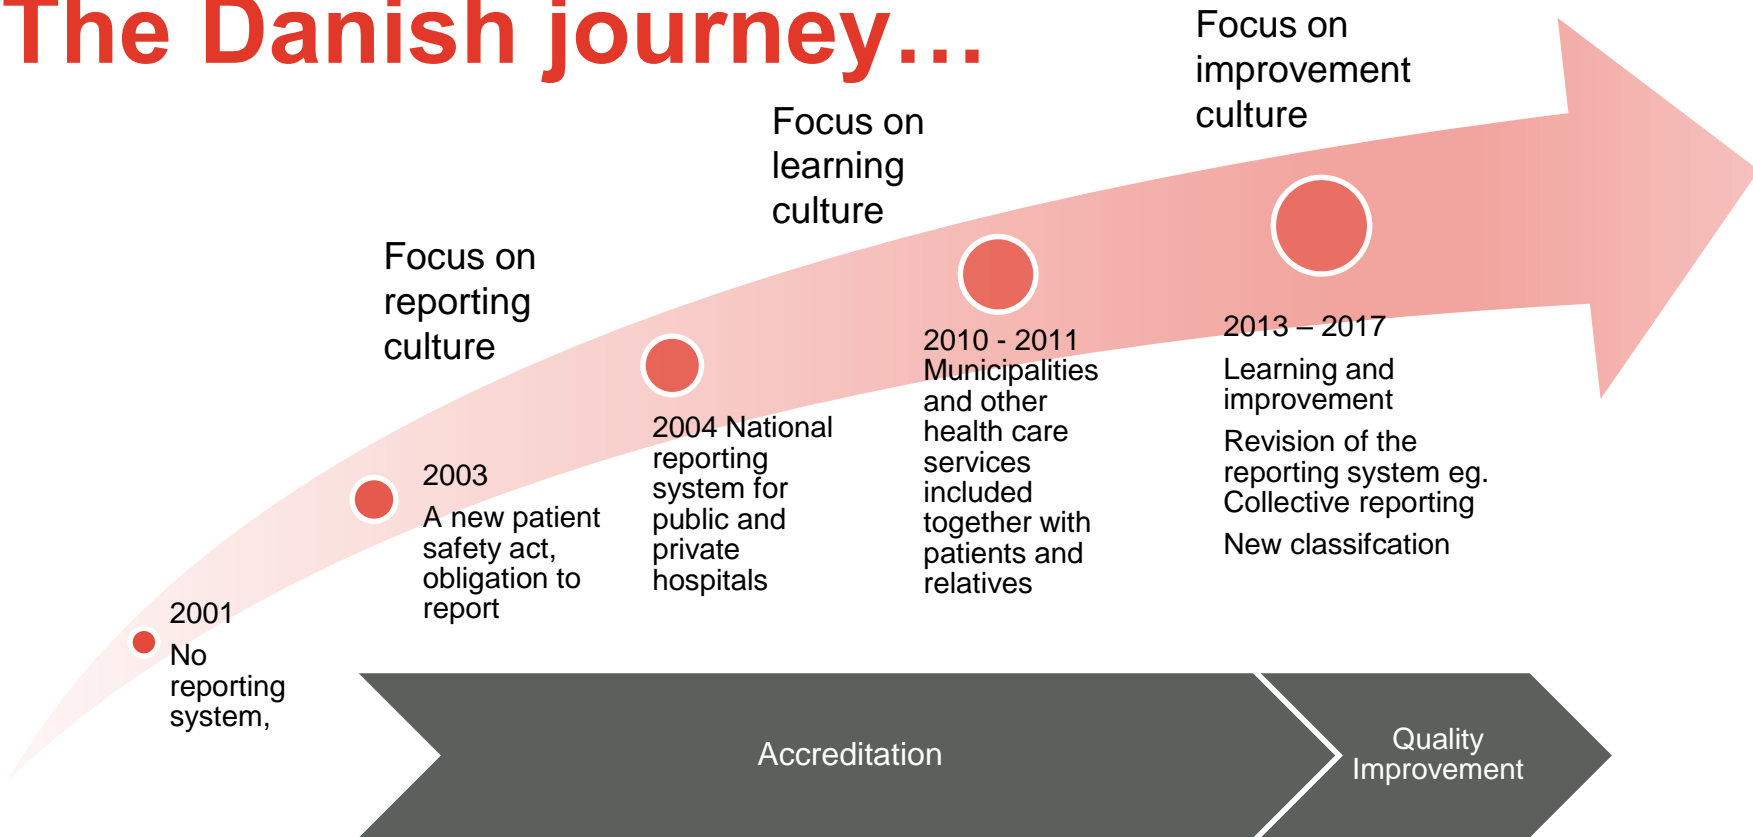 The Danish journey…
Focus on
reporting
culture
Focus on
learning
culture
Focus on
improvement
culture
2001
No
reporting
system,
2003
A new patient
safety act,
obligation to
report
2004 National
reporting
system for
public and
private
hospitals
2010 - 2011
Municipalities
and other
health care
services
included
together with
patients and
relatives
2013 – 2017
Learning and
improvement
Revision of the
reporting system eg.
Collective reporting
New classifcation
Accreditation
Quality
Improvement